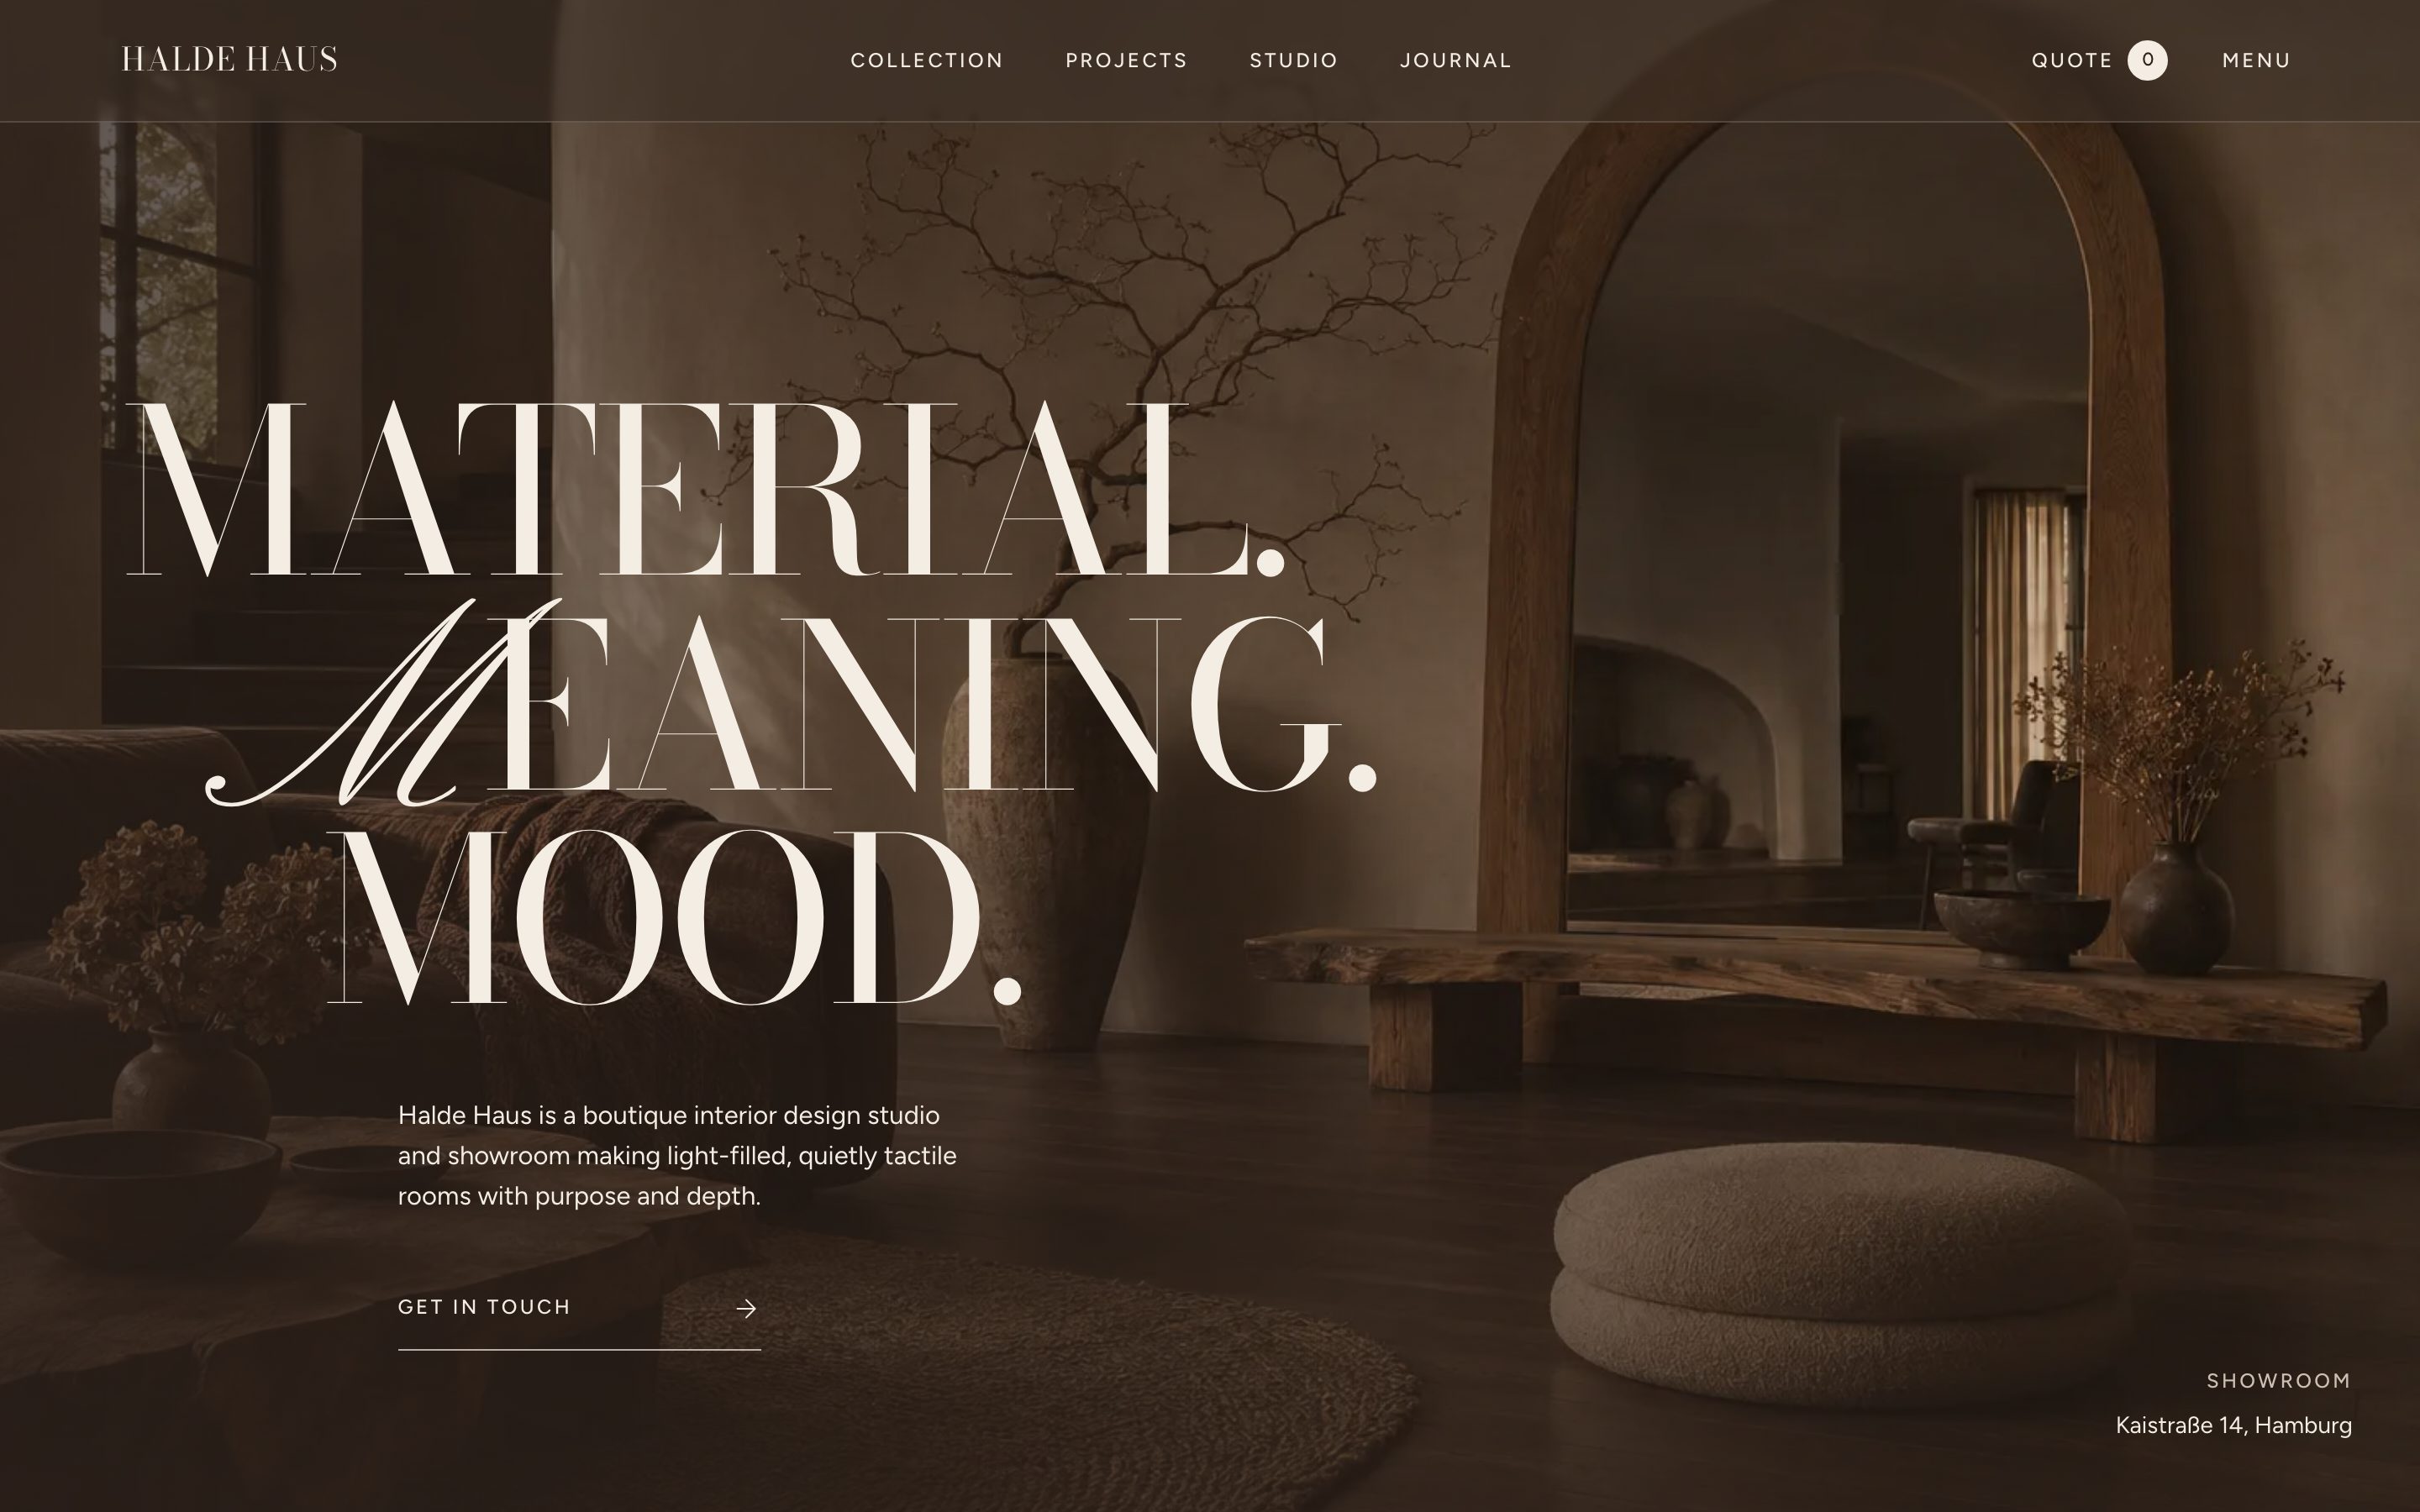 HALDE HAUS
COLLECTION PROJECTS STUDIO JOURNAL
QUOTE 0 MENU
MATERIAL.
MEANING.
MOOD.
Halde Haus is a boutique interior design studio
and showroom making light-filled, quietly tactile
rooms with purpose and depth.
GET IN TOUCH →
SHOWROOM
Kaistraße 14, Hamburg